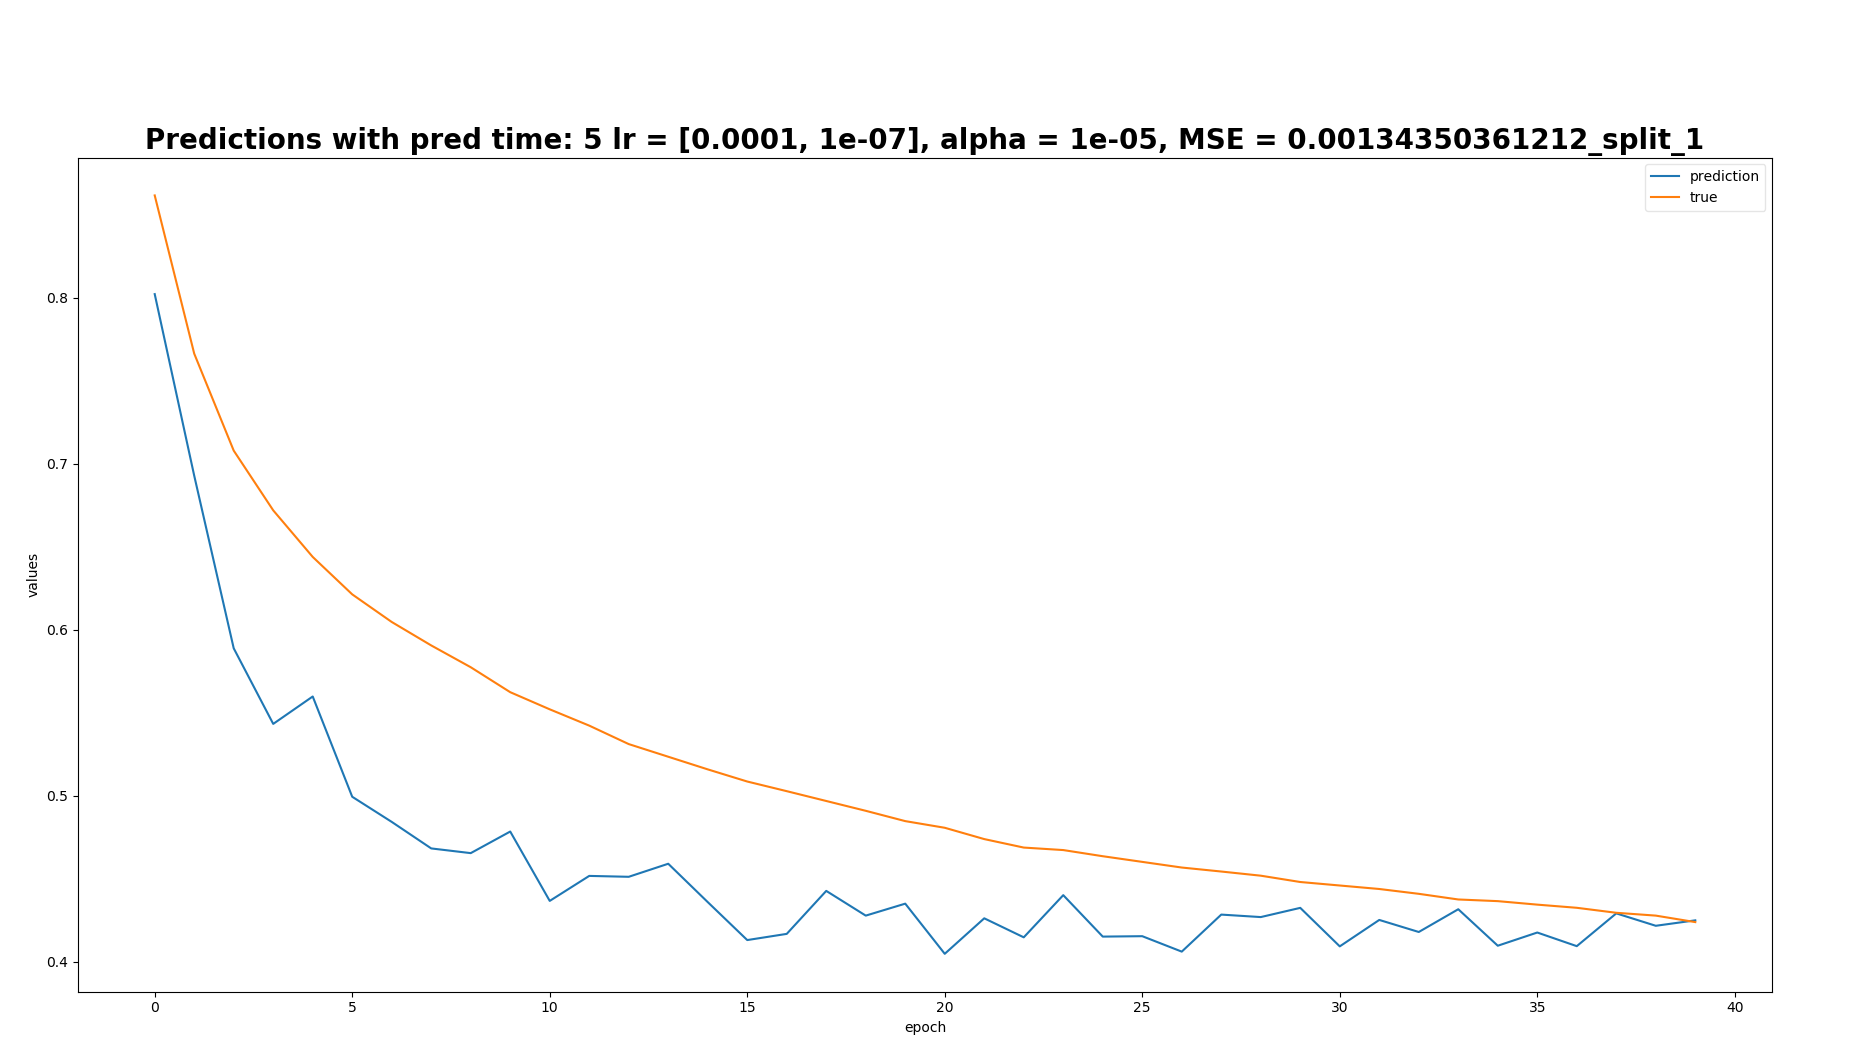 Predictions with pred time: 5 lr = [0.0001, 1e-07], alpha = 1e-05, MSE = 0.00134350361212_split_1
prediction
true
values
0.8
0.7
0.6
0.5
0.4
0 5 10 15 20 25 30 35 40
epoch